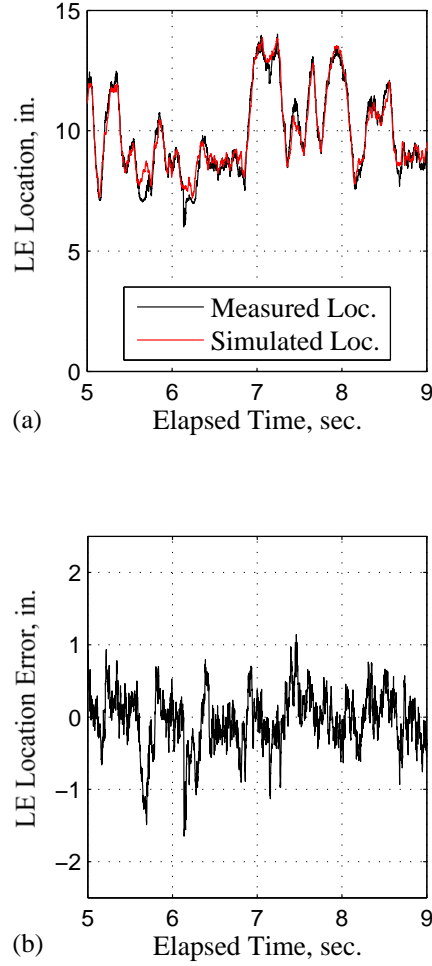 15
10
5
0
LE Location, in.
Measured Loc.
Simulated Loc.
5 6 7 8 9
(a) Elapsed Time, sec.
2
1
0
−1
−2
LE Location Error, in.
5 6 7 8 9
(b) Elapsed Time, sec.